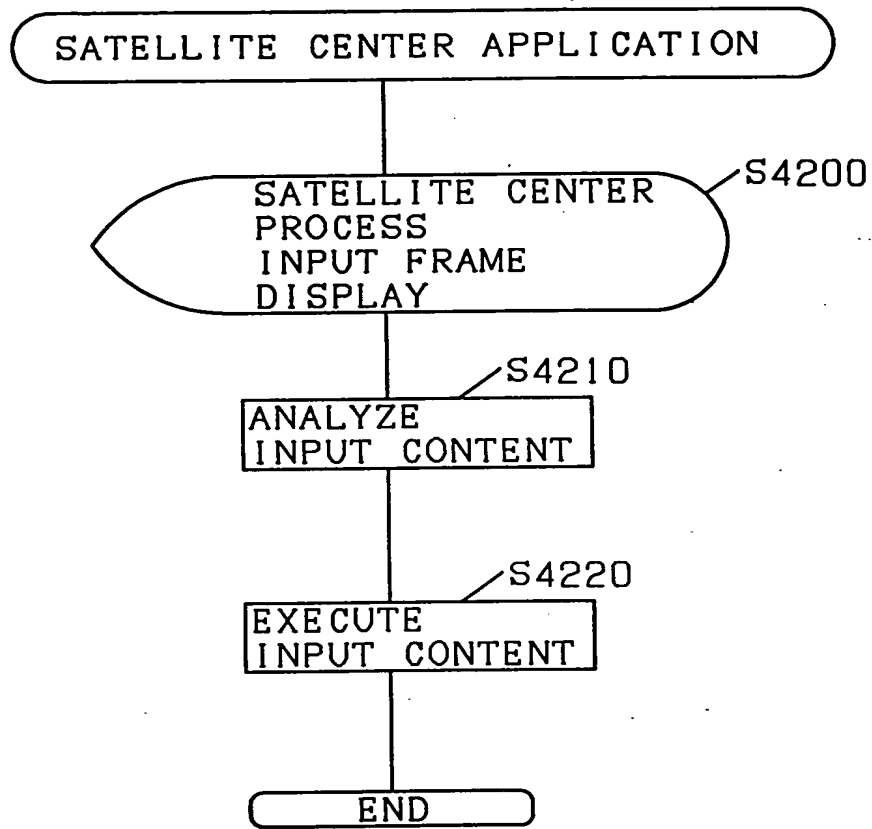 SATELLITE CENTER APPLICATION
S4200
SATELLITE CENTER
PROCESS
INPUT FRAME
DISPLAY
S4210
ANALYZE
INPUT CONTENT
S4220
EXECUTE
INPUT CONTENT
END